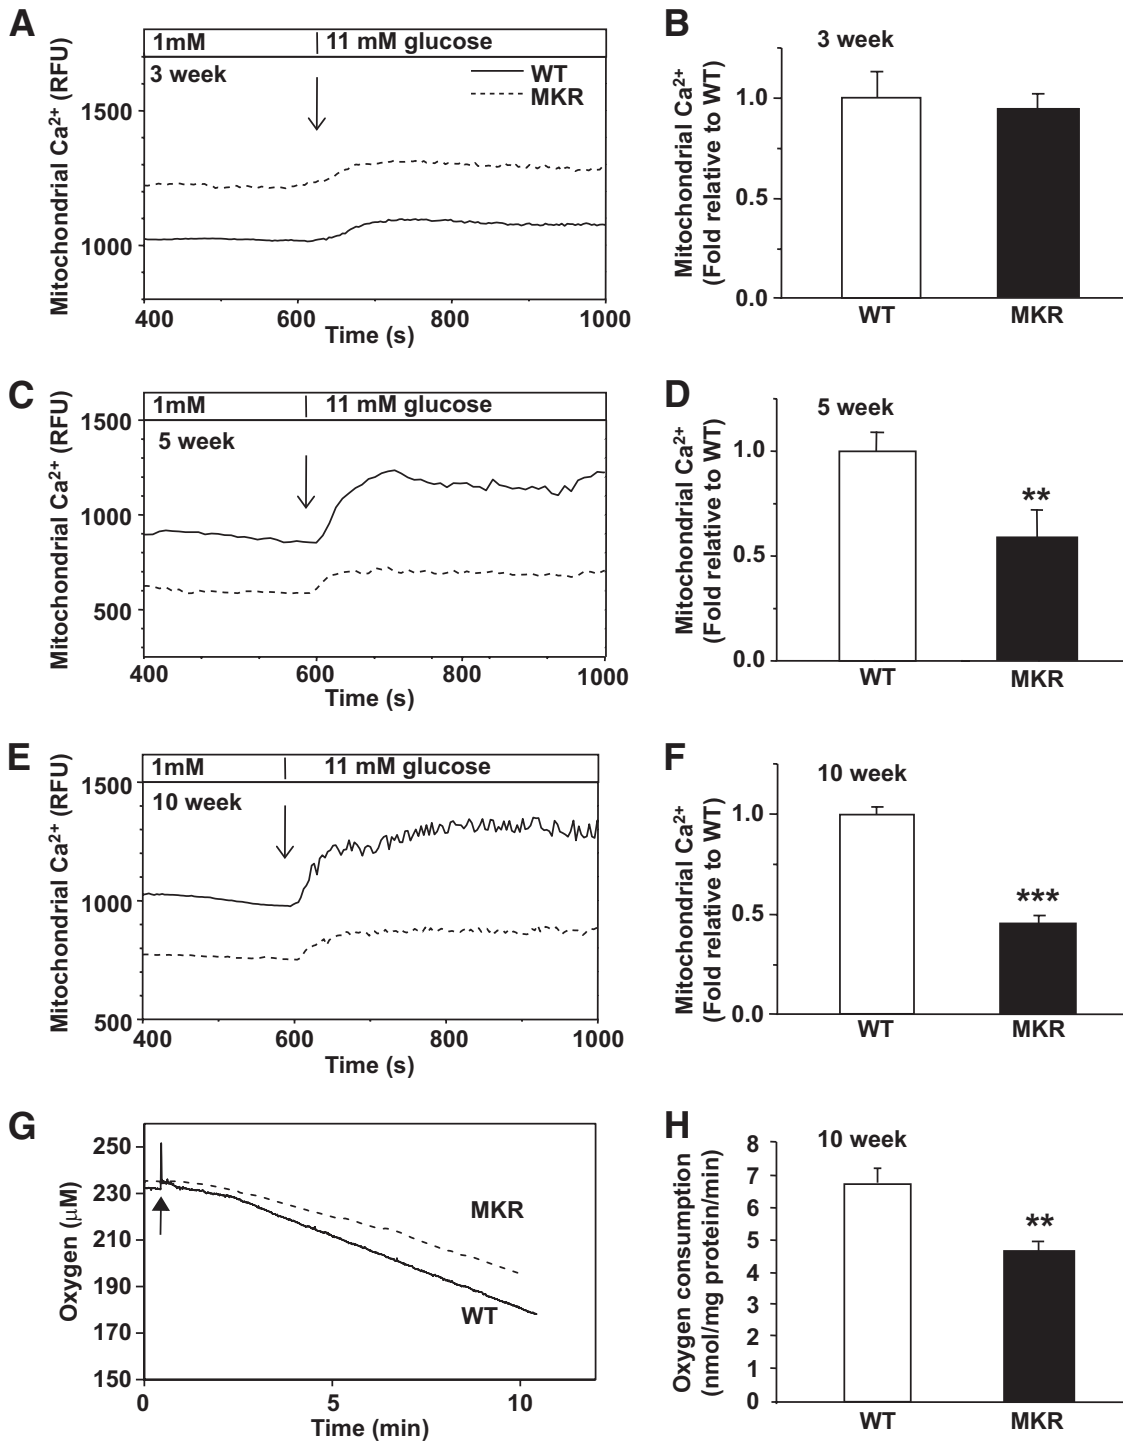 A
1mM
11 mM glucose
3 week
WT
MKR
Mitochondrial Ca²⁺ (RFU)
1500
1000
400
600
800
1000
Time (s)
B
3 week
Mitochondrial Ca²⁺
(Fold relative to WT)
1.0
0.5
0.0
WT
MKR
C
1mM
11 mM glucose
5 week
Mitochondrial Ca²⁺ (RFU)
1500
1000
500
400
600
800
1000
Time (s)
D
5 week
Mitochondrial Ca²⁺
(Fold relative to WT)
1.0
0.5
0.0
**
WT
MKR
E
1mM
11 mM glucose
10 week
Mitochondrial Ca²⁺ (RFU)
1500
1000
500
400
600
800
1000
Time (s)
F
10 week
Mitochondrial Ca²⁺
(Fold relative to WT)
1.0
0.5
0.0
***
WT
MKR
G
Oxygen (µM)
250
230
210
190
170
150
MKR
WT
0
5
10
Time (min)
H
10 week
Oxygen consumption
(nmol/mg protein/min)
8
7
6
5
4
3
2
1
0
**
WT
MKR